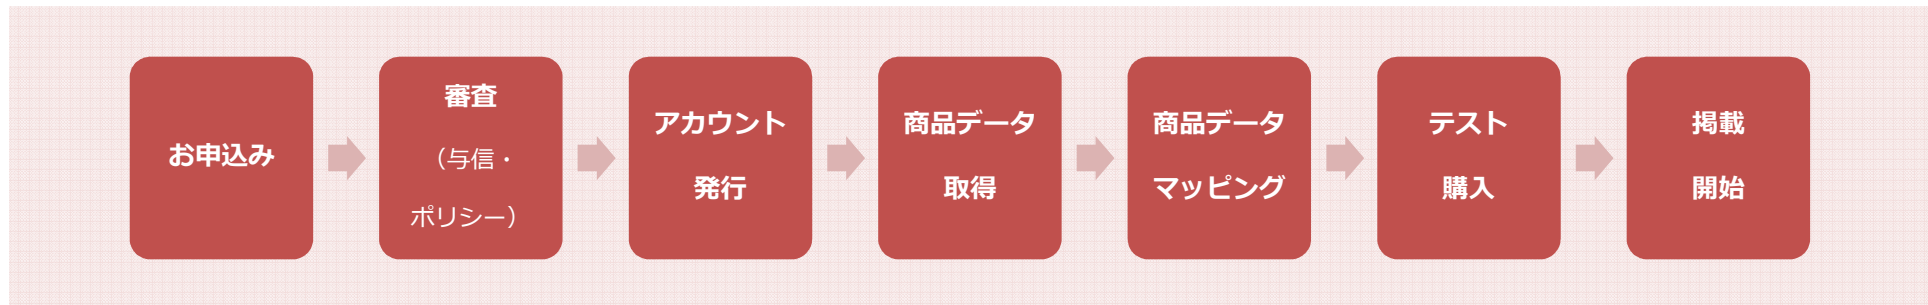 お申込み
審査
（与信・
ポリシー）
アカウント
発行
商品データ
取得
商品データ
マッピング
テスト
購入
掲載
開始